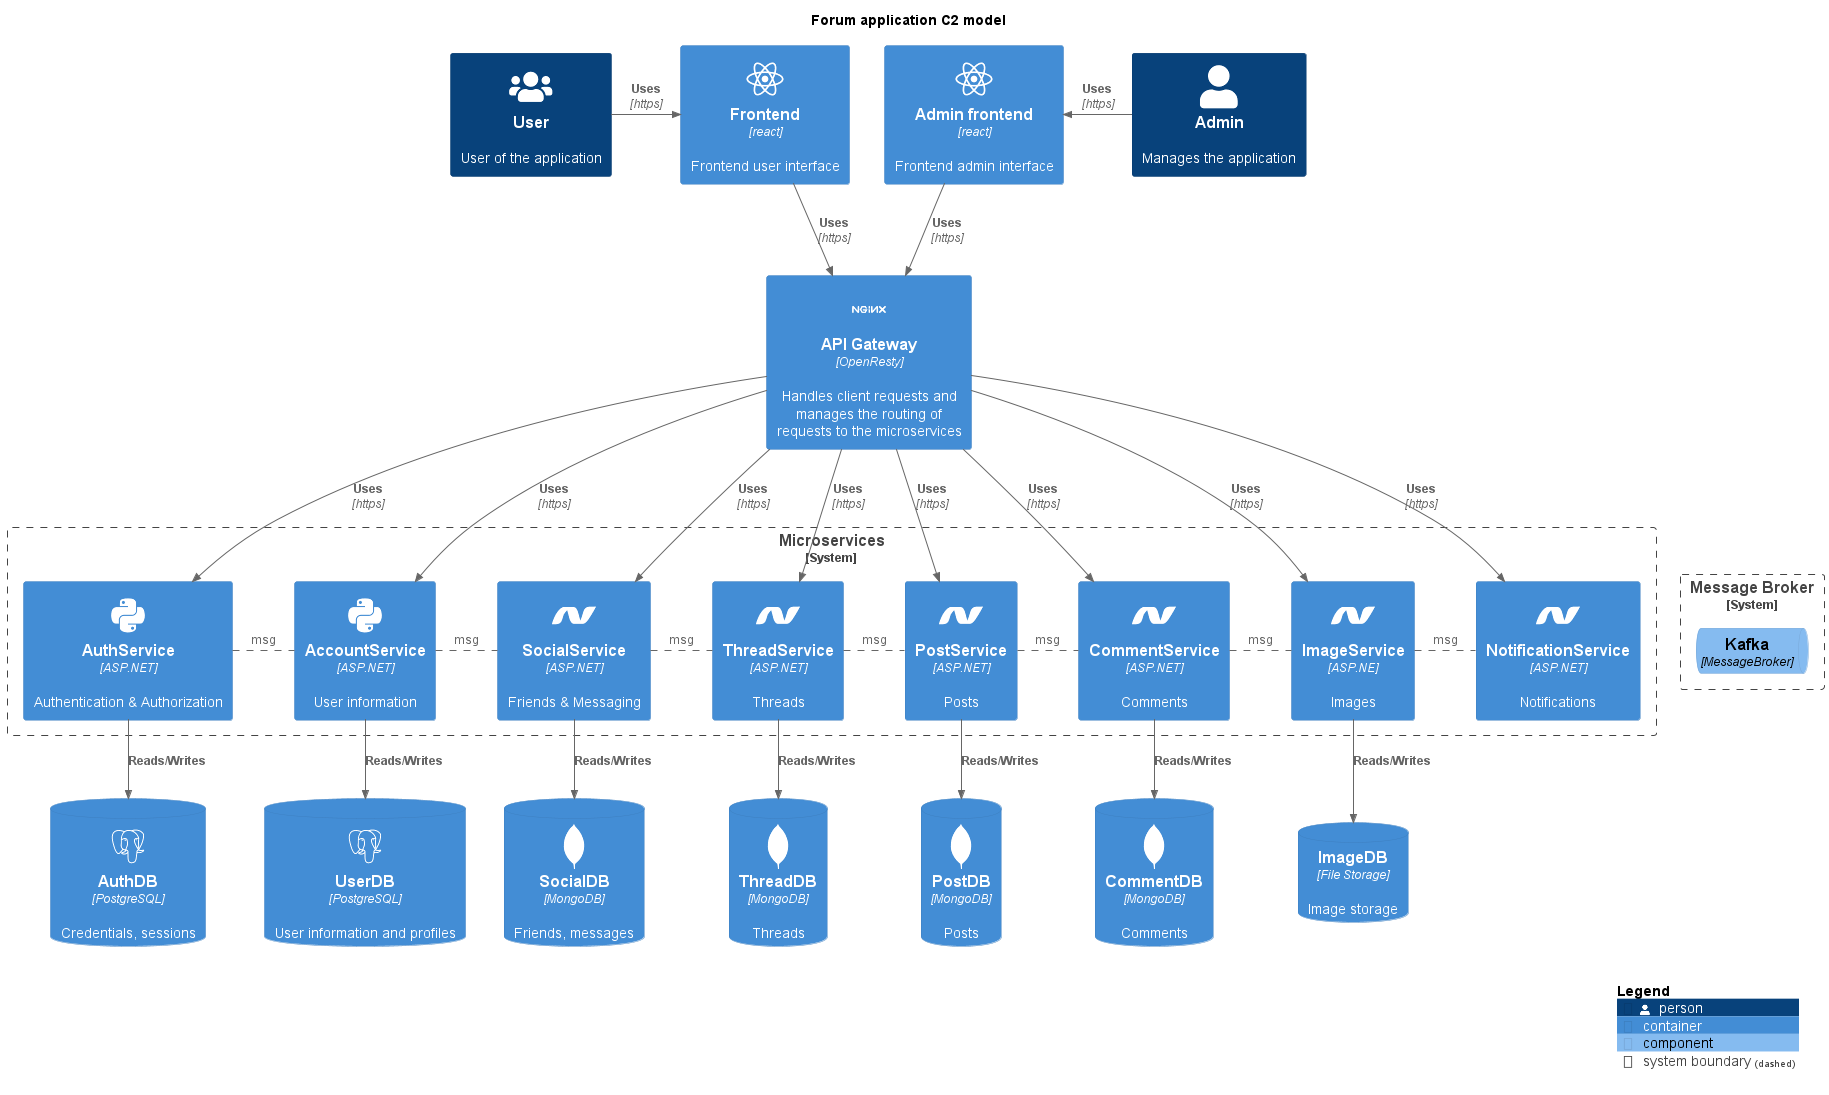 Forum application C2 model
User
User of the application
Uses
[https]
Frontend
[react]
Frontend user interface
Admin frontend
[react]
Frontend admin interface
Uses
[https]
Admin
Manages the application
Uses
[https]
Uses
[https]
NGINX
API Gateway
[OpenResty]
Handles client requests and
manages the routing of
requests to the microservices
Uses
[https]
Uses
[https]
Uses
[https]
Uses
[https]
Uses
[https]
Uses
[https]
Uses
[https]
Uses
[https]
Microservices
[System]
AuthService
[ASP.NET]
Authentication & Authorization
msg
AccountService
[ASP.NET]
User information
msg
SocialService
[ASP.NET]
Friends & Messaging
msg
ThreadService
[ASP.NET]
Threads
msg
PostService
[ASP.NET]
Posts
msg
CommentService
[ASP.NET]
Comments
msg
ImageService
[ASP.NE]
Images
msg
NotificationService
[ASP.NET]
Notifications
Message Broker
[System]
Kafka
[MessageBroker]
Reads/Writes
Reads/Writes
Reads/Writes
Reads/Writes
Reads/Writes
Reads/Writes
Reads/Writes
AuthDB
[PostgreSQL]
Credentials, sessions
UserDB
[PostgreSQL]
User information and profiles
SocialDB
[MongoDB]
Friends, messages
ThreadDB
[MongoDB]
Threads
PostDB
[MongoDB]
Posts
CommentDB
[MongoDB]
Comments
ImageDB
[File Storage]
Image storage
Legend
person
container
component
system boundary (dashed)